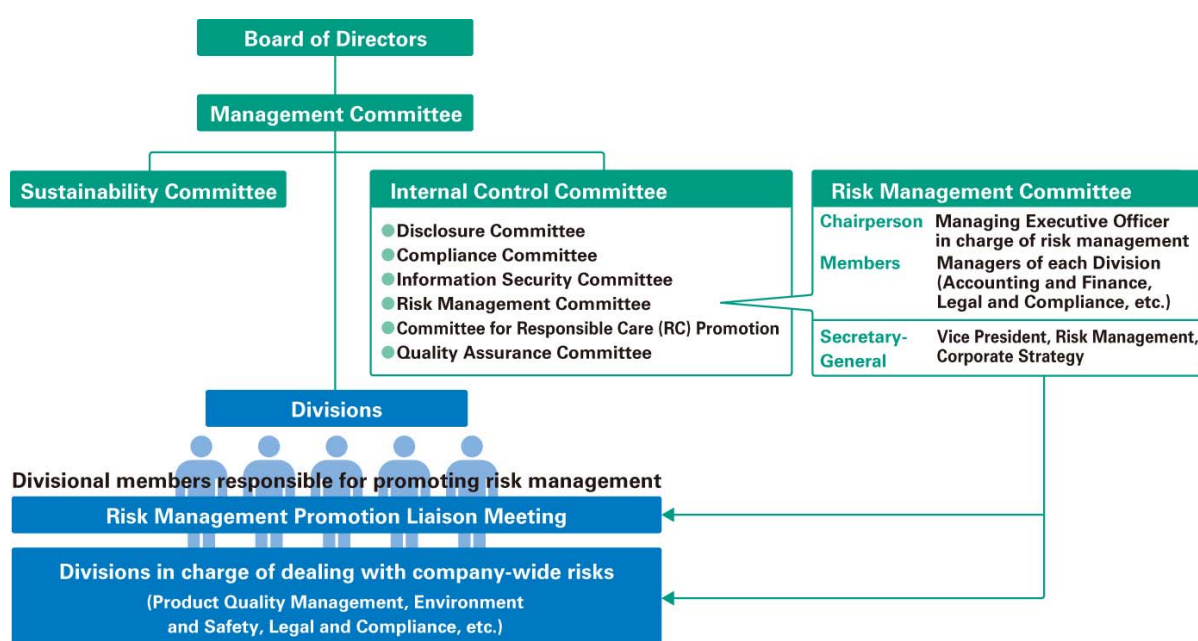 Board of Directors
Management Committee
Sustainability Committee
Internal Control Committee
Disclosure Committee
Compliance Committee
Information Security Committee
Risk Management Committee
Committee for Responsible Care (RC) Promotion
Quality Assurance Committee
Risk Management Committee
Chairperson Managing Executive Officer
in charge of risk management
Members Managers of each Division
(Accounting and Finance,
Legal and Compliance, etc.)
Secretary- Vice President, Risk Management,
General Corporate Strategy
Divisions
Divisional members responsible for promoting risk management
Risk Management Promotion Liaison Meeting
Divisions in charge of dealing with company-wide risks
(Product Quality Management, Environment
and Safety, Legal and Compliance, etc.)